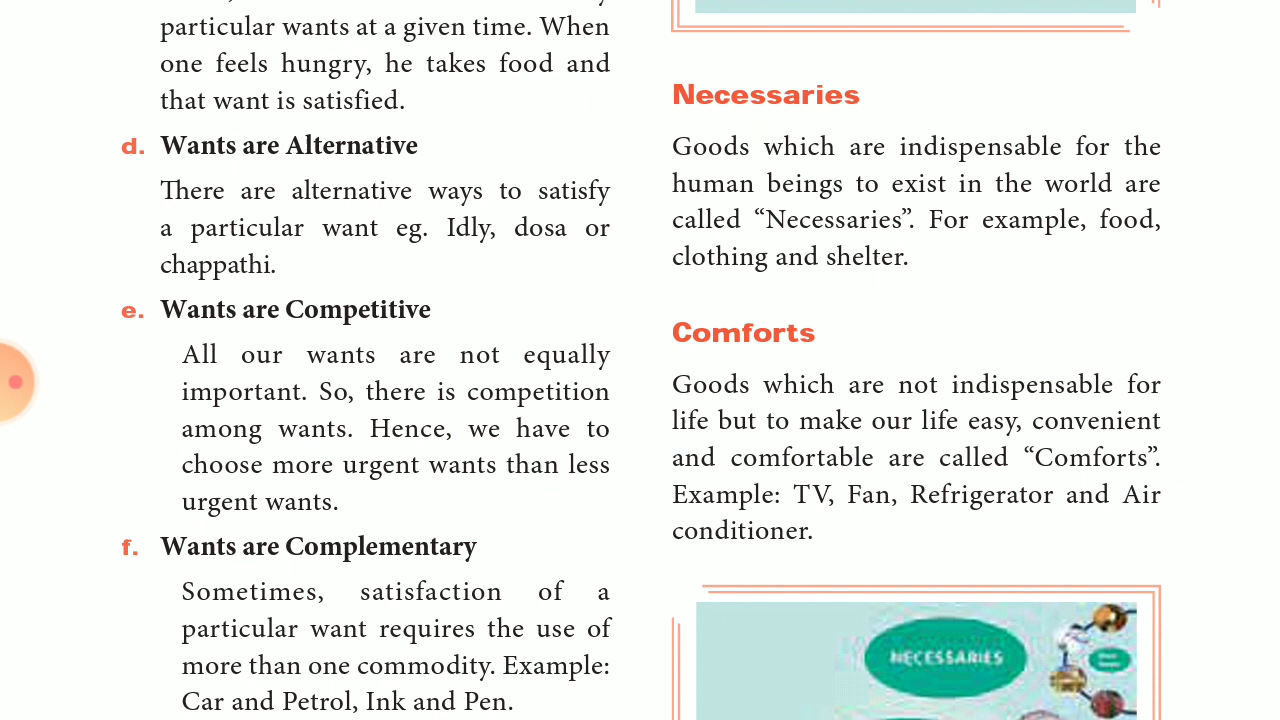 particular wants at a given time. When
one feels hungry, he takes food and
that want is satisfied.
d. Wants are Alternative
There are alternative ways to satisfy
a particular want eg. Idly, dosa or
chappathi.
e. Wants are Competitive
All our wants are not equally
important. So, there is competition
among wants. Hence, we have to
choose more urgent wants than less
urgent wants.
f. Wants are Complementary
Sometimes, satisfaction of a
particular want requires the use of
more than one commodity. Example:
Car and Petrol, Ink and Pen.
Necessaries
Goods which are indispensable for the
human beings to exist in the world are
called “Necessaries”. For example, food,
clothing and shelter.
Comforts
Goods which are not indispensable for
life but to make our life easy, convenient
and comfortable are called “Comforts”.
Example: TV, Fan, Refrigerator and Air
conditioner.
NECESSARIES